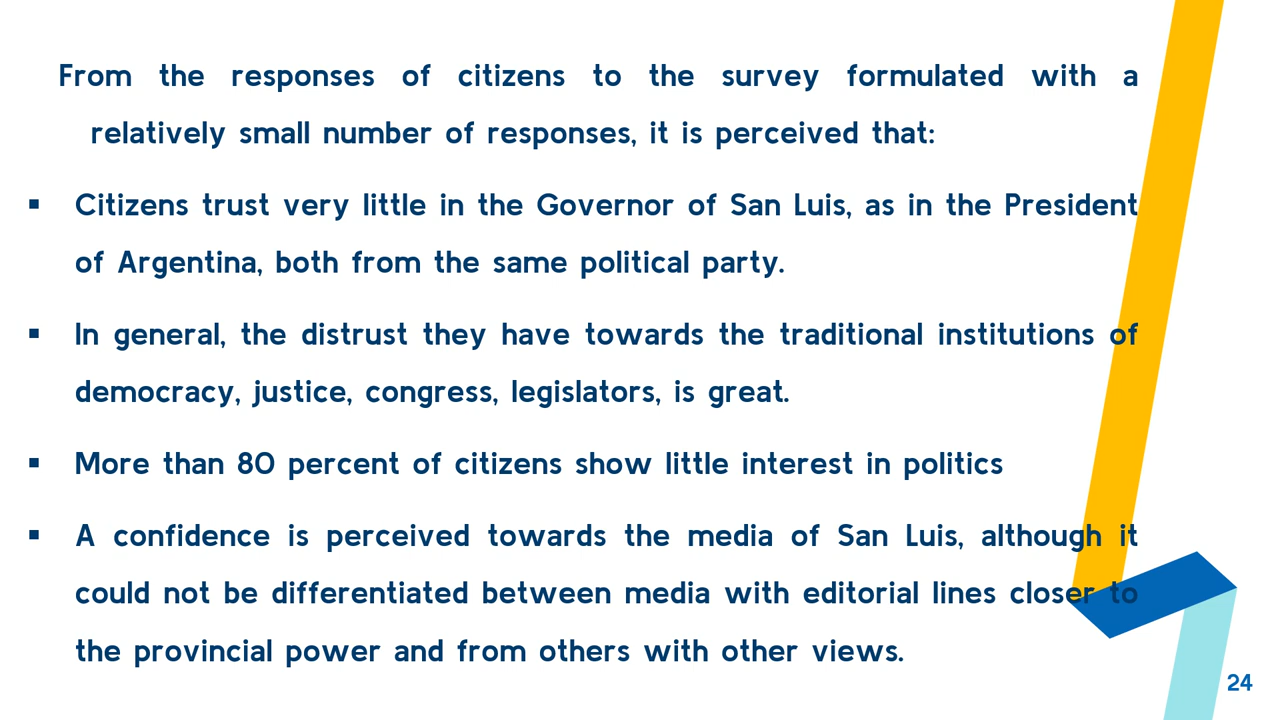 From the responses of citizens to the survey formulated with a
relatively small number of responses, it is perceived that:
▪ Citizens trust very little in the Governor of San Luis, as in the President
of Argentina, both from the same political party.
▪ In general, the distrust they have towards the traditional institutions of
democracy, justice, congress, legislators, is great.
▪ More than 80 percent of citizens show little interest in politics
▪ A confidence is perceived towards the media of San Luis, although it
could not be differentiated between media with editorial lines closer to
the provincial power and from others with other views.
24